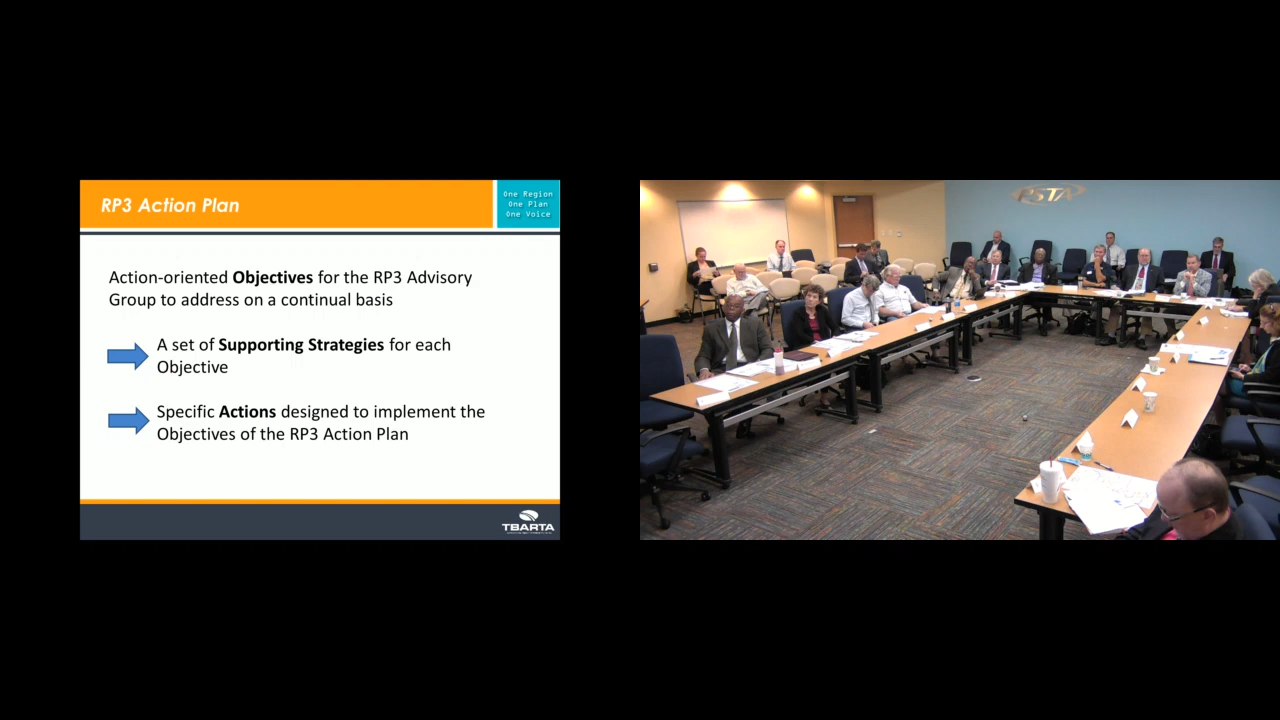 RP3 Action Plan
One Region
One Plan
One Voice
Action-oriented Objectives for the RP3 Advisory
Group to address on a continual basis
A set of Supporting Strategies for each
Objective
Specific Actions designed to implement the
Objectives of the RP3 Action Plan
TBARTA
PSTA